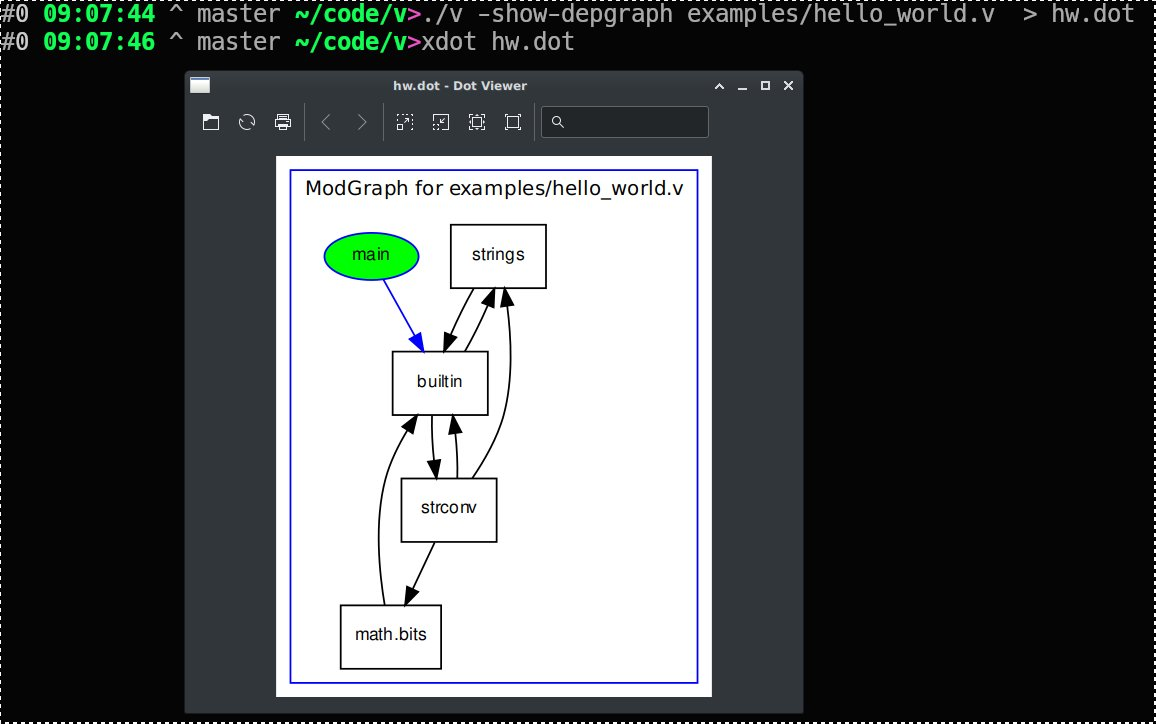 #0 09:07:44 ^ master ~/code/v>./v -show-depgraph examples/hello_world.v  > hw.dot
#0 09:07:46 ^ master ~/code/v>xdot hw.dot
hw.dot - Dot Viewer
ModGraph for examples/hello_world.v
main
strings
builtin
strconv
math.bits